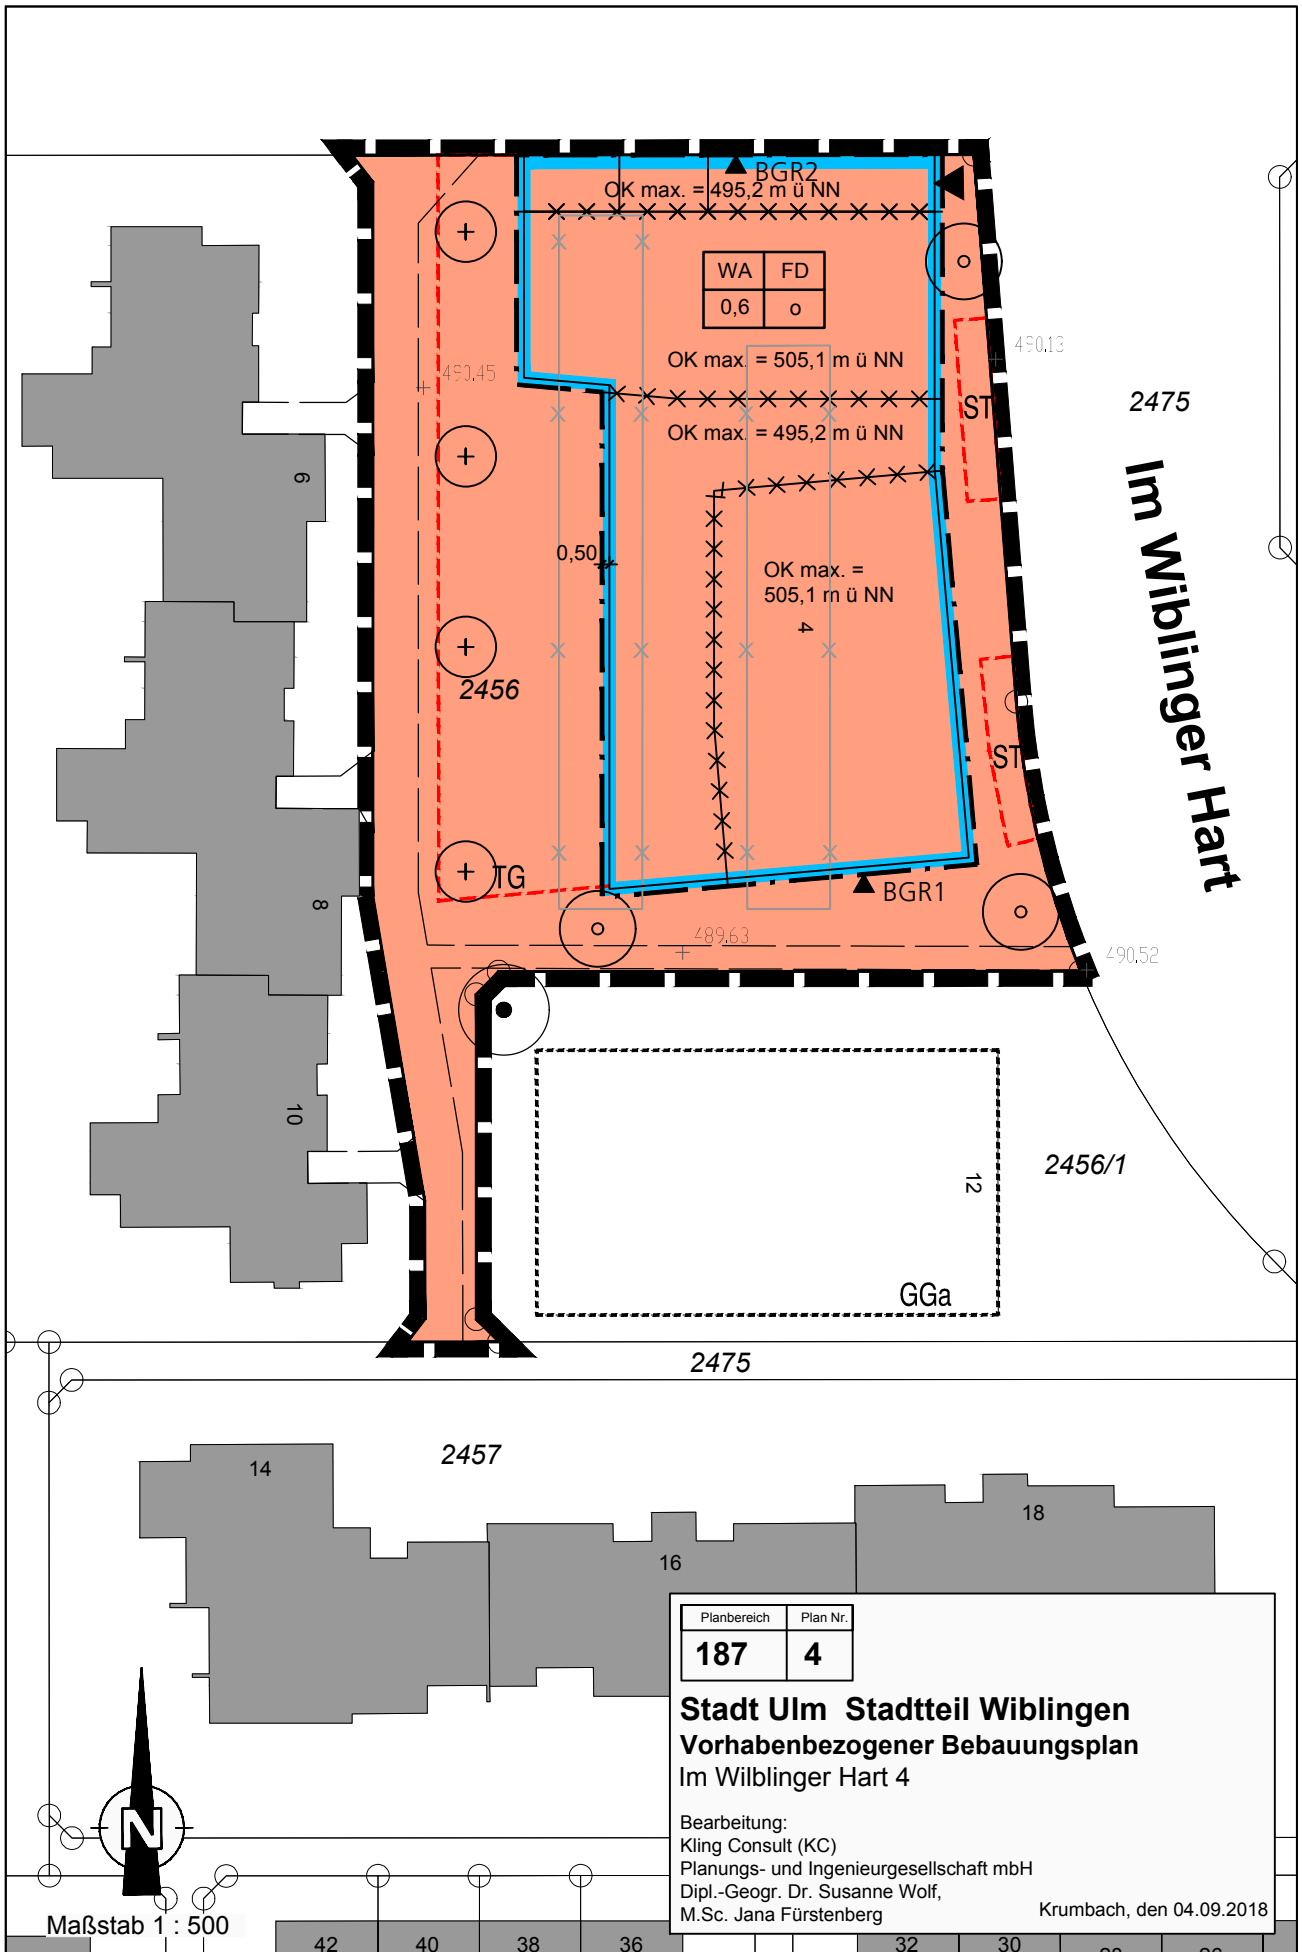 BGR2
OK max. = 495,2 m ü NN
WA FD
0,6 o
OK max. = 505,1 m ü NN
490.13
490.45
ST
2475
OK max. = 495,2 m ü NN
6
Im Wiblinger Hart
0,50
OK max. =
505,1 m ü NN
4
2456
ST
TG
BGR1
8
489.63
490.52
10
2456/1
12
GGa
2475
2457
14
18
16
Planbereich Plan Nr.
187 4
Stadt Ulm Stadtteil Wiblingen
Vorhabenbezogener Bebauungsplan
Im Wilblinger Hart 4
Bearbeitung:
Kling Consult (KC)
Planungs- und Ingenieurgesellschaft mbH
Dipl.-Geogr. Dr. Susanne Wolf,
M.Sc. Jana Fürstenberg
Krumbach, den 04.09.2018
N
Maßstab 1 : 500
42 40 38 36 32 30